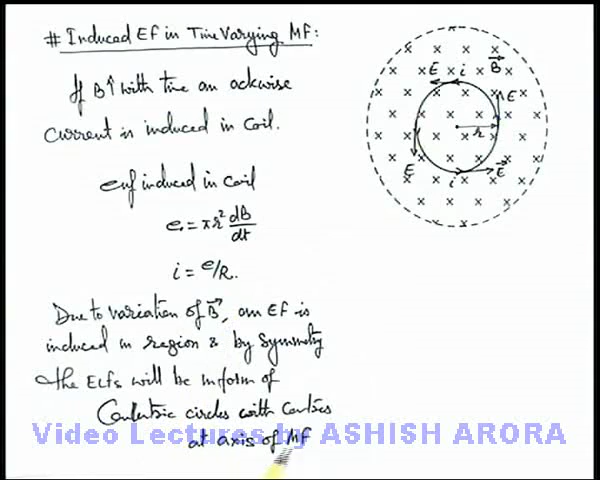 # Induced EF in Time Varying MF:
If B↑ with time an ackwise
current is induced in coil.
emf induced in coil
e = πr² dB/dt
i = e/R.
Due to variation of B⃗, an EF is
induced in region & by symmetry
the ELFs will be in form of
Concentric circles with centres
at axis of MF
Video Lectures by ASHISH ARORA
B⃗
E i
E
r
E
i E⃗